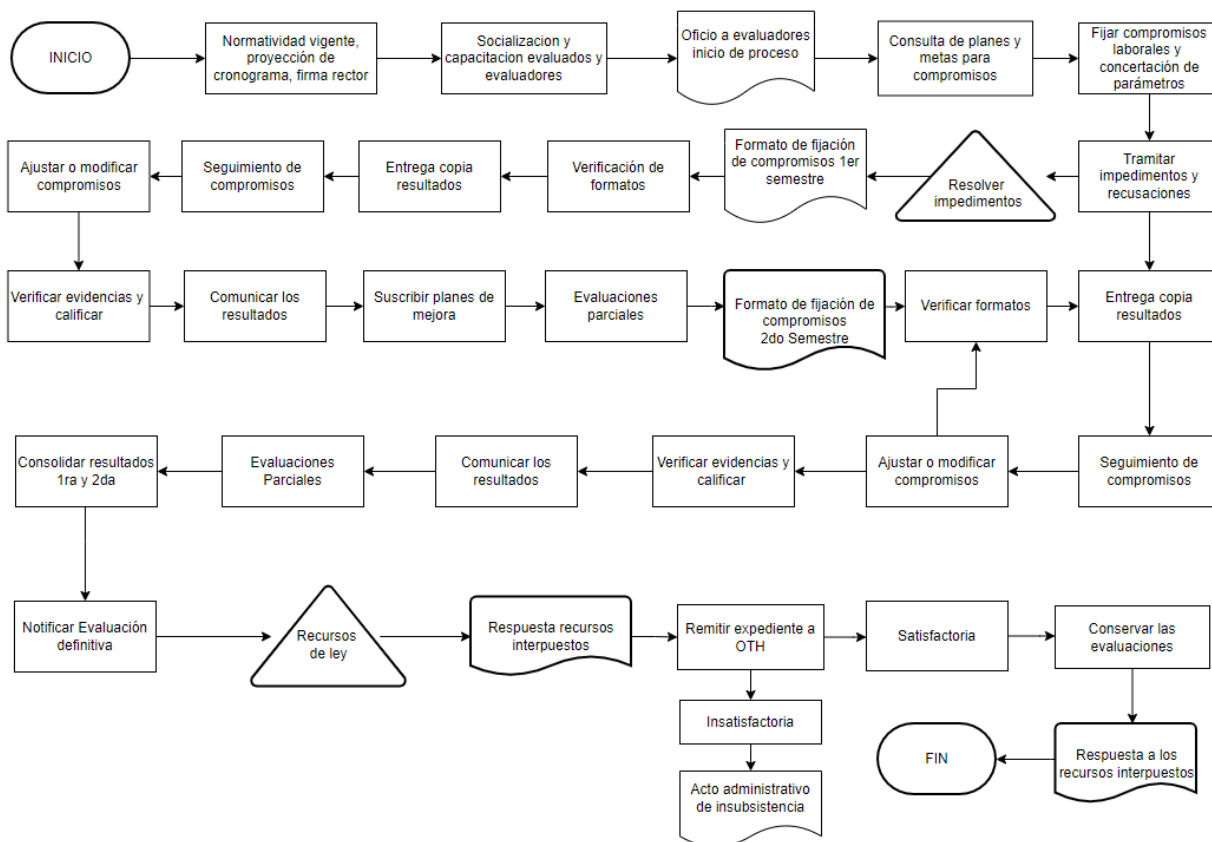 INICIO
Normatividad vigente,
proyección de
cronograma, firma rector
Socializacion y
capacitacion evaluados y
evaluadores
Oficio a evaluadores
inicio de proceso
Consulta de planes y
metas para
compromisos
Fijar compromisos
laborales y
concertación de
parámetros
Ajustar o modificar
compromisos
Seguimiento de
compromisos
Entrega copia
resultados
Verificación de
formatos
Formato de fijación
de compromisos 1er
semestre
Resolver
impedimentos
Tramitar
impedimentos y
recusaciones
Verificar evidencias y
calificar
Comunicar los
resultados
Suscribir planes de
mejora
Evaluaciones
parciales
Formato de fijación de
compromisos
2do Semestre
Verificar formatos
Entrega copia
resultados
Consolidar resultados
1ra y 2da
Evaluaciones
Parciales
Comunicar los
resultados
Verificar evidencias y
calificar
Ajustar o modificar
compromisos
Seguimiento de
compromisos
Notificar Evaluación
definitiva
Recursos
de ley
Respuesta recursos
interpuestos
Remitir expediente a
OTH
Satisfactoria
Conservar las
evaluaciones
Insatisfactoria
Acto administrativo
de insubsistencia
FIN
Respuesta a los
recursos interpuestos